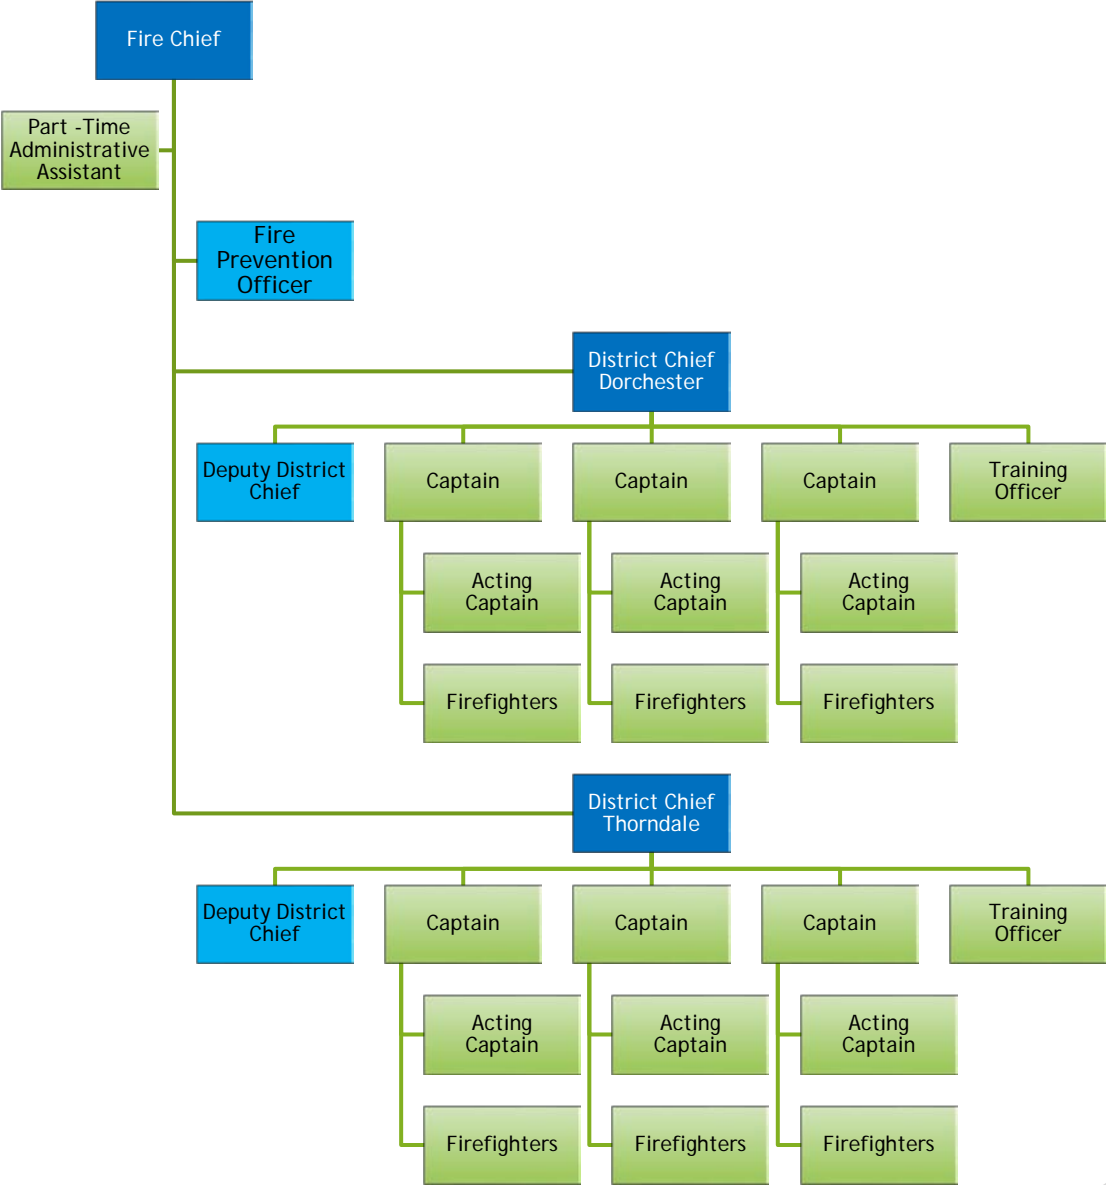 Fire Chief
Part -Time
Administrative
Assistant
Fire
Prevention
Officer
District Chief
Dorchester
Deputy District
Chief
Captain
Captain
Captain
Training
Officer
Acting
Captain
Acting
Captain
Acting
Captain
Firefighters
Firefighters
Firefighters
District Chief
Thorndale
Deputy District
Chief
Captain
Captain
Captain
Training
Officer
Acting
Captain
Acting
Captain
Acting
Captain
Firefighters
Firefighters
Firefighters